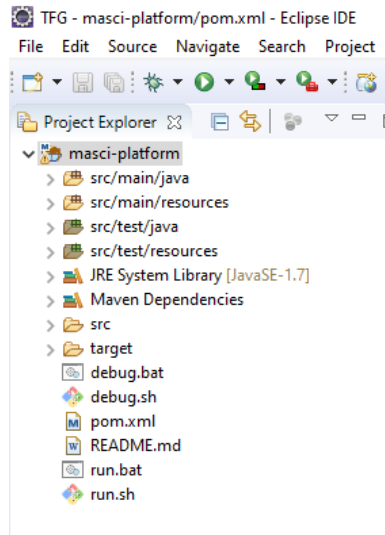 TFG - masci-platform/pom.xml - Eclipse IDE
File Edit Source Navigate Search Project
Project Explorer
masci-platform
src/main/java
src/main/resources
src/test/java
src/test/resources
JRE System Library [JavaSE-1.7]
Maven Dependencies
src
target
debug.bat
debug.sh
pom.xml
README.md
run.bat
run.sh